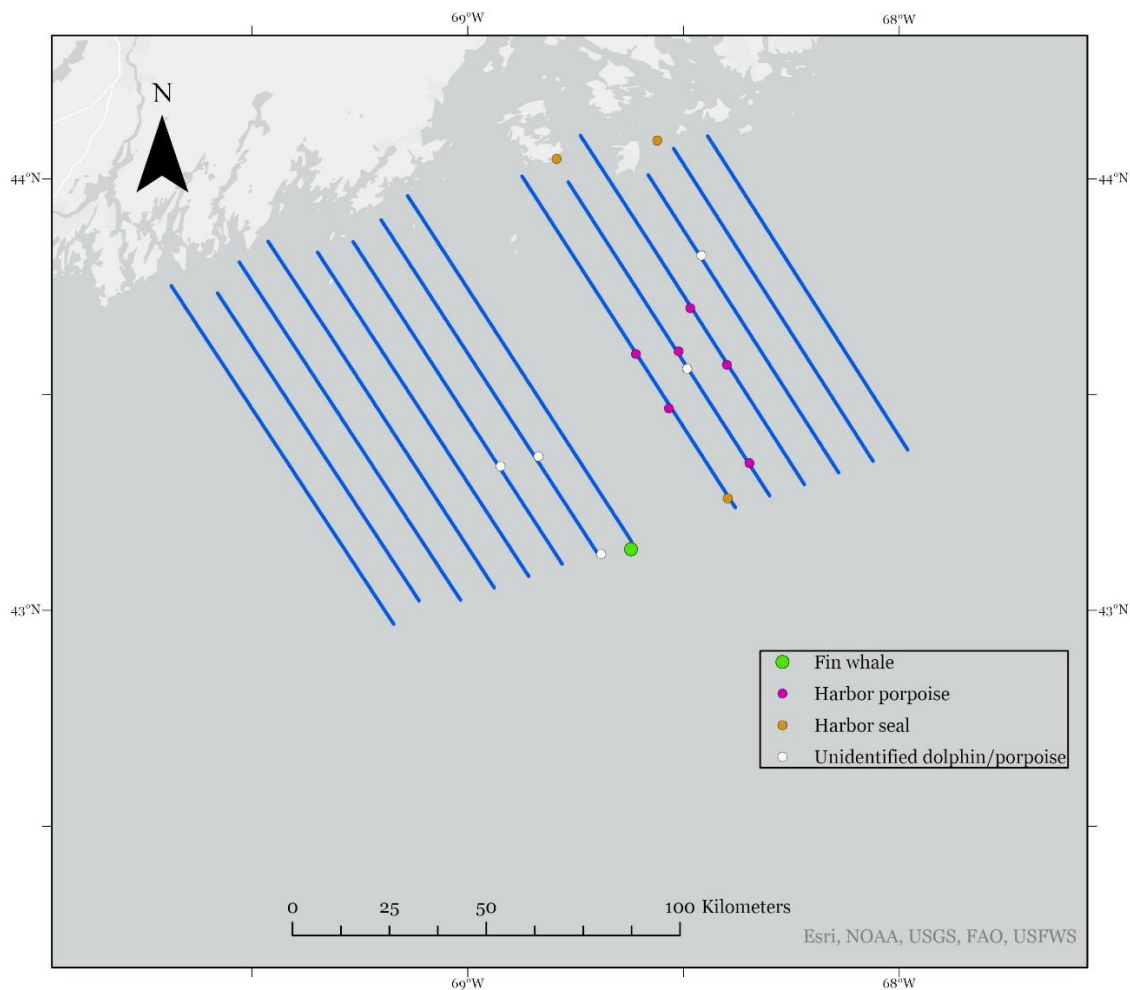 69°W 68°W
N
44°N 44°N
43°N 43°N
Fin whale
Harbor porpoise
Harbor seal
Unidentified dolphin/porpoise
0 25 50 100 Kilometers
Esri, NOAA, USGS, FAO, USFWS
69°W 68°W